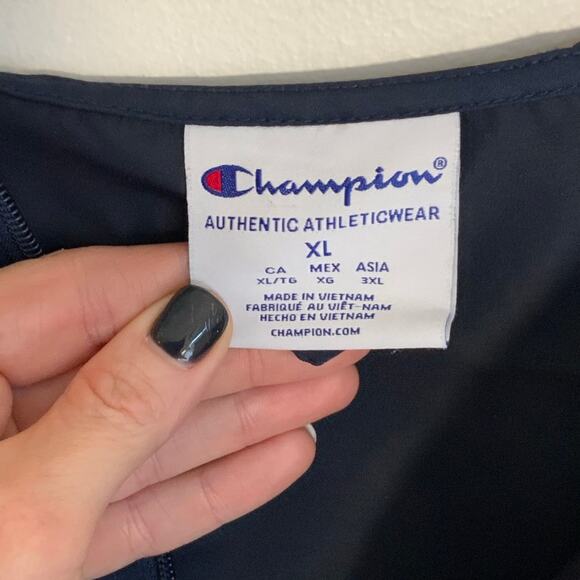 Champion®
AUTHENTIC ATHLETICWEAR
XL
CA MEX ASIA
XL/TG XG 3XL
MADE IN VIETNAM
FABRIQUÉ AU VIÊT-NAM
HECHO EN VIETNAM
CHAMPION.COM